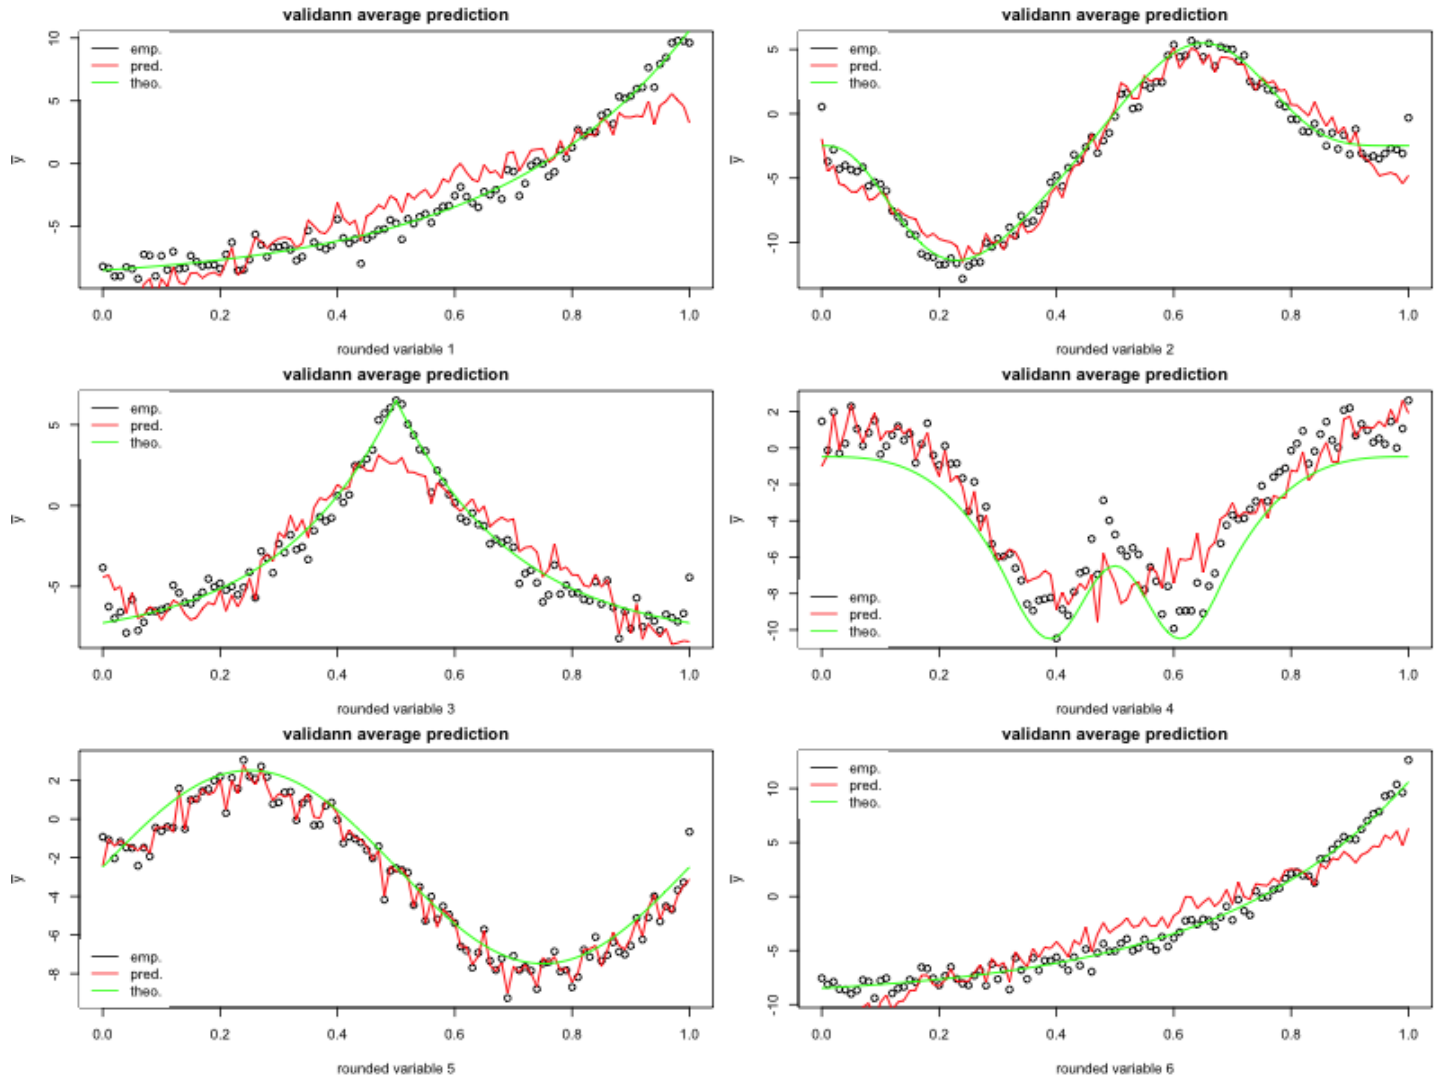 validann average prediction
10
5
0
-5
y
emp.
pred.
theo.
0.0 0.2 0.4 0.6 0.8 1.0
rounded variable 1
validann average prediction
5
0
-5
-10
y
emp.
pred.
theo.
0.0 0.2 0.4 0.6 0.8 1.0
rounded variable 2
validann average prediction
5
0
-5
y
emp.
pred.
theo.
0.0 0.2 0.4 0.6 0.8 1.0
rounded variable 3
validann average prediction
2
0
-2
-4
-6
-8
-10
y
emp.
pred.
theo.
0.0 0.2 0.4 0.6 0.8 1.0
rounded variable 4
validann average prediction
2
0
-2
-4
-6
-8
y
emp.
pred.
theo.
0.0 0.2 0.4 0.6 0.8 1.0
rounded variable 5
validann average prediction
10
5
0
-5
-10
y
emp.
pred.
theo.
0.0 0.2 0.4 0.6 0.8 1.0
rounded variable 6